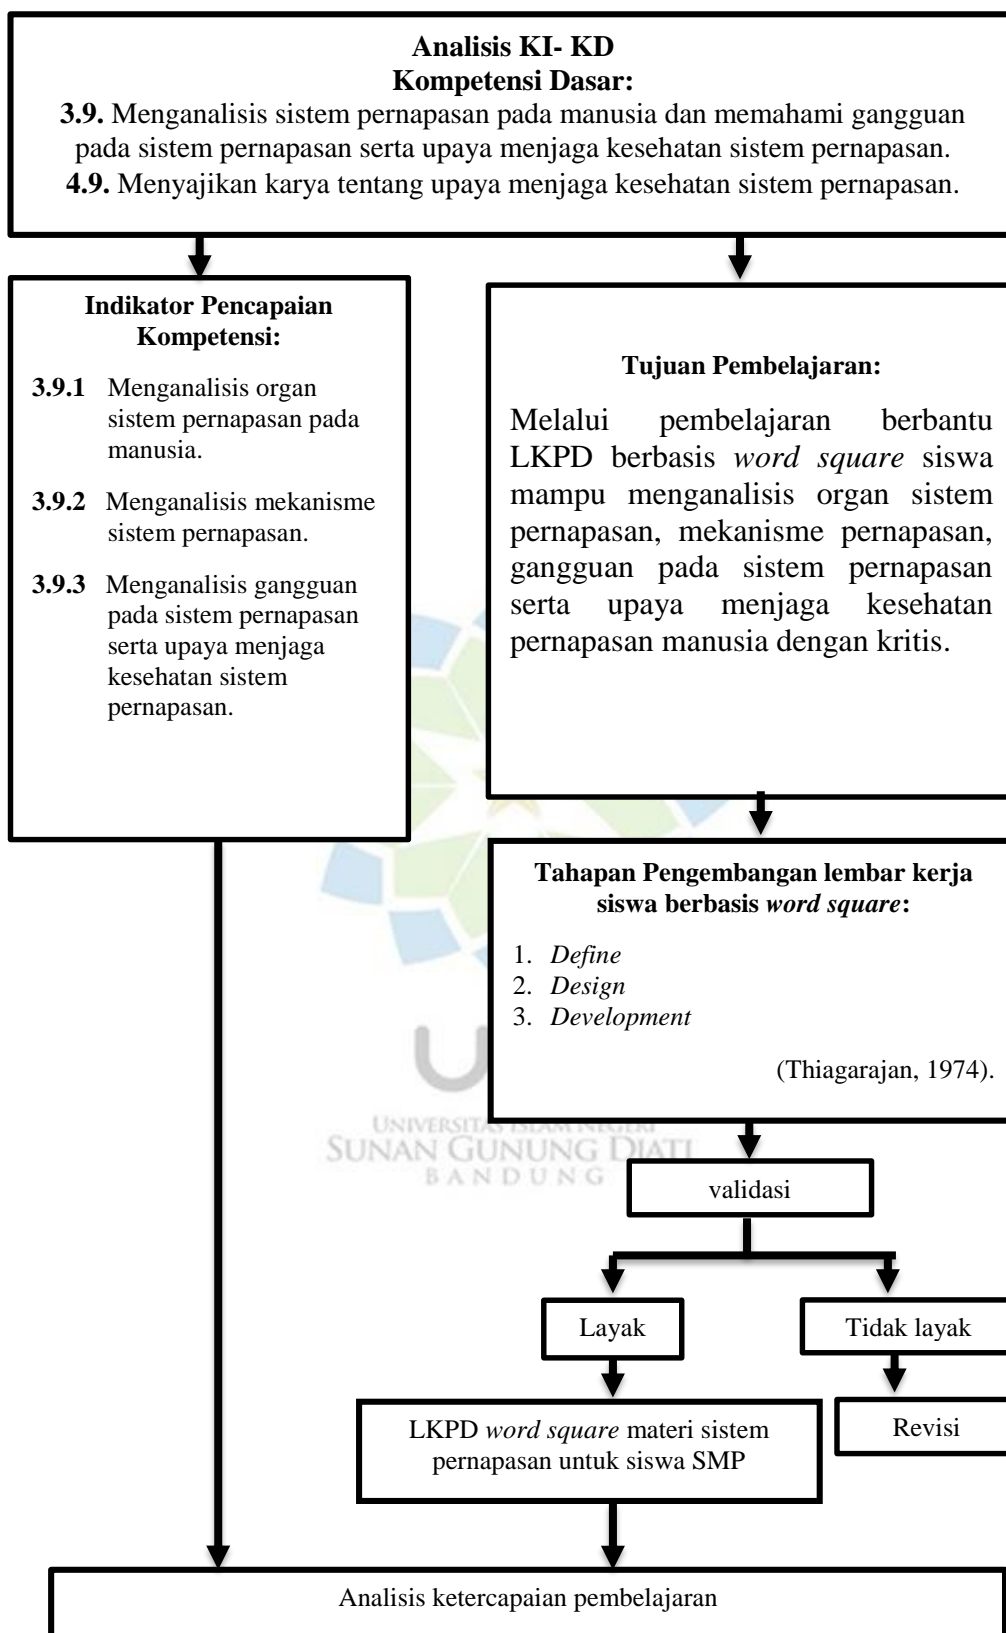 Analisis KI- KD
Kompetensi Dasar:
3.9. Menganalisis sistem pernapasan pada manusia dan memahami gangguan
pada sistem pernapasan serta upaya menjaga kesehatan sistem pernapasan.
4.9. Menyajikan karya tentang upaya menjaga kesehatan sistem pernapasan.
Indikator Pencapaian
Kompetensi:
3.9.1 Menganalisis organ
sistem pernapasan pada
manusia.
3.9.2 Menganalisis mekanisme
sistem pernapasan.
3.9.3 Menganalisis gangguan
pada sistem pernapasan
serta upaya menjaga
kesehatan sistem
pernapasan.
Tujuan Pembelajaran:
Melalui pembelajaran berbantu
LKPD berbasis word square siswa
mampu menganalisis organ sistem
pernapasan, mekanisme pernapasan,
gangguan pada sistem pernapasan
serta upaya menjaga kesehatan
pernapasan manusia dengan kritis.
Tahapan Pengembangan lembar kerja
siswa berbasis word square:
1. Define
2. Design
3. Development
(Thiagarajan, 1974).
UNIVERSITAS ISLAM NEGERI
SUNAN GUNUNG DJATI
BANDUNG
validasi
Layak
Tidak layak
LKPD word square materi sistem
pernapasan untuk siswa SMP
Revisi
Analisis ketercapaian pembelajaran